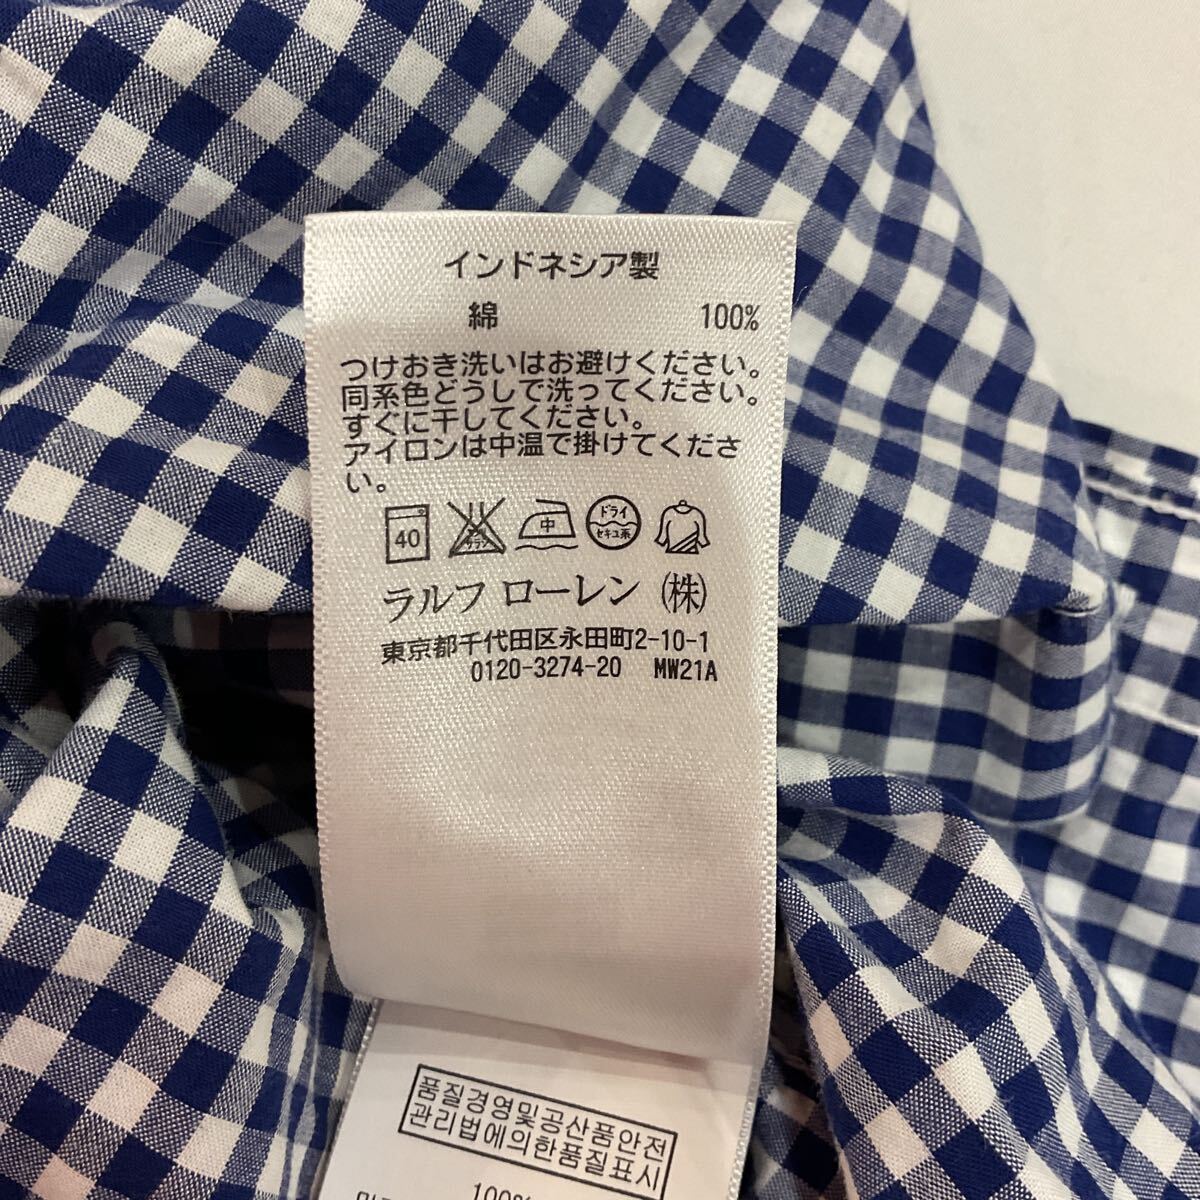 インドネシア製
綿 100%
つけおき洗いはお避けください。
同系色どうしで洗ってください。
すぐに干してください。
アイロンは中温で掛けてくださ
い。
40 中 ドライ セキユ系
ラルフ ローレン (株)
東京都千代田区永田町2-10-1
0120-3274-20 MW21A
품질경영및공산품안전
관리법에의한품질표시
100%